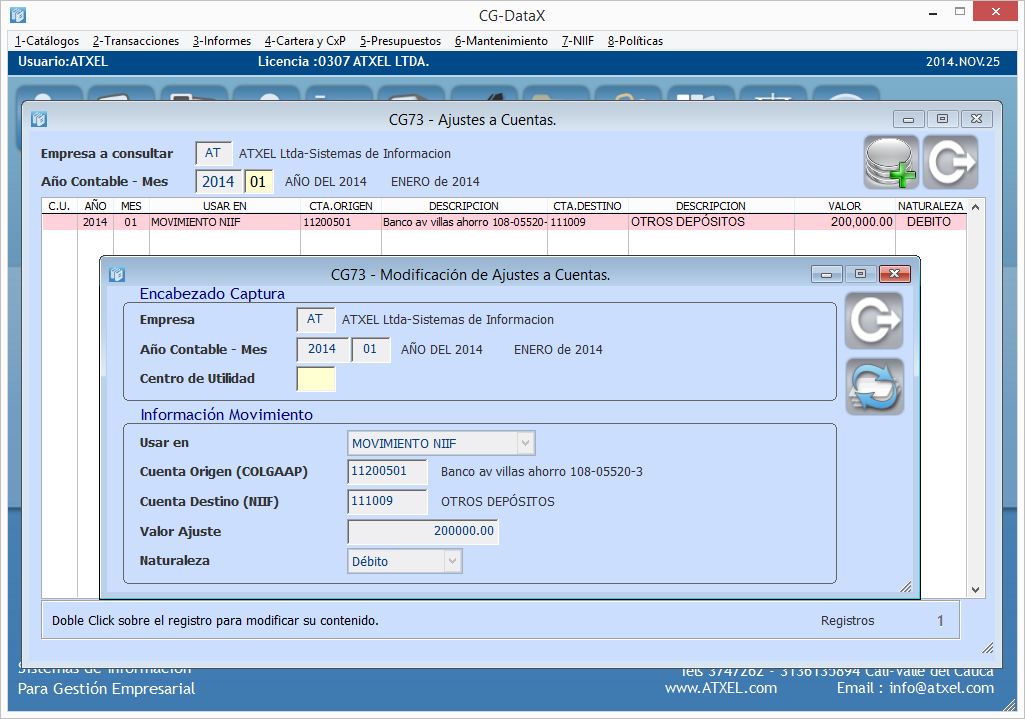 CG-DataX
1-Catálogos 2-Transacciones 3-Informes 4-Cartera y CxP 5-Presupuestos 6-Mantenimiento 7-NIIF 8-Políticas
Usuario:ATXEL Licencia :0307 ATXEL LTDA. 2014.NOV.25
CG73 - Ajustes a Cuentas.
Empresa a consultar AT ATXEL Ltda-Sistemas de Informacion
Año Contable - Mes 2014 01 AÑO DEL 2014 ENERO de 2014
C.U. AÑO MES USAR EN CTA.ORIGEN DESCRIPCION CTA.DESTINO DESCRIPCION VALOR NATURALEZA
2014 01 MOVIMIENTO NIIF 11200501 Banco av villas ahorro 108-05520- 111009 OTROS DEPÓSITOS 200,000.00 DEBITO
CG73 - Modificación de Ajustes a Cuentas.
Encabezado Captura
Empresa AT ATXEL Ltda-Sistemas de Informacion
Año Contable - Mes 2014 01 AÑO DEL 2014 ENERO de 2014
Centro de Utilidad
Información Movimiento
Usar en MOVIMIENTO NIIF
Cuenta Origen (COLGAAP) 11200501 Banco av villas ahorro 108-05520-3
Cuenta Destino (NIIF) 111009 OTROS DEPÓSITOS
Valor Ajuste 200000.00
Naturaleza Débito
Doble Click sobre el registro para modificar su contenido. Registros 1
Sistemas de Información Tels 3747262 - 3136135894 Cali-Valle del Cauca
Para Gestión Empresarial www.ATXEL.com Email : info@atxel.com